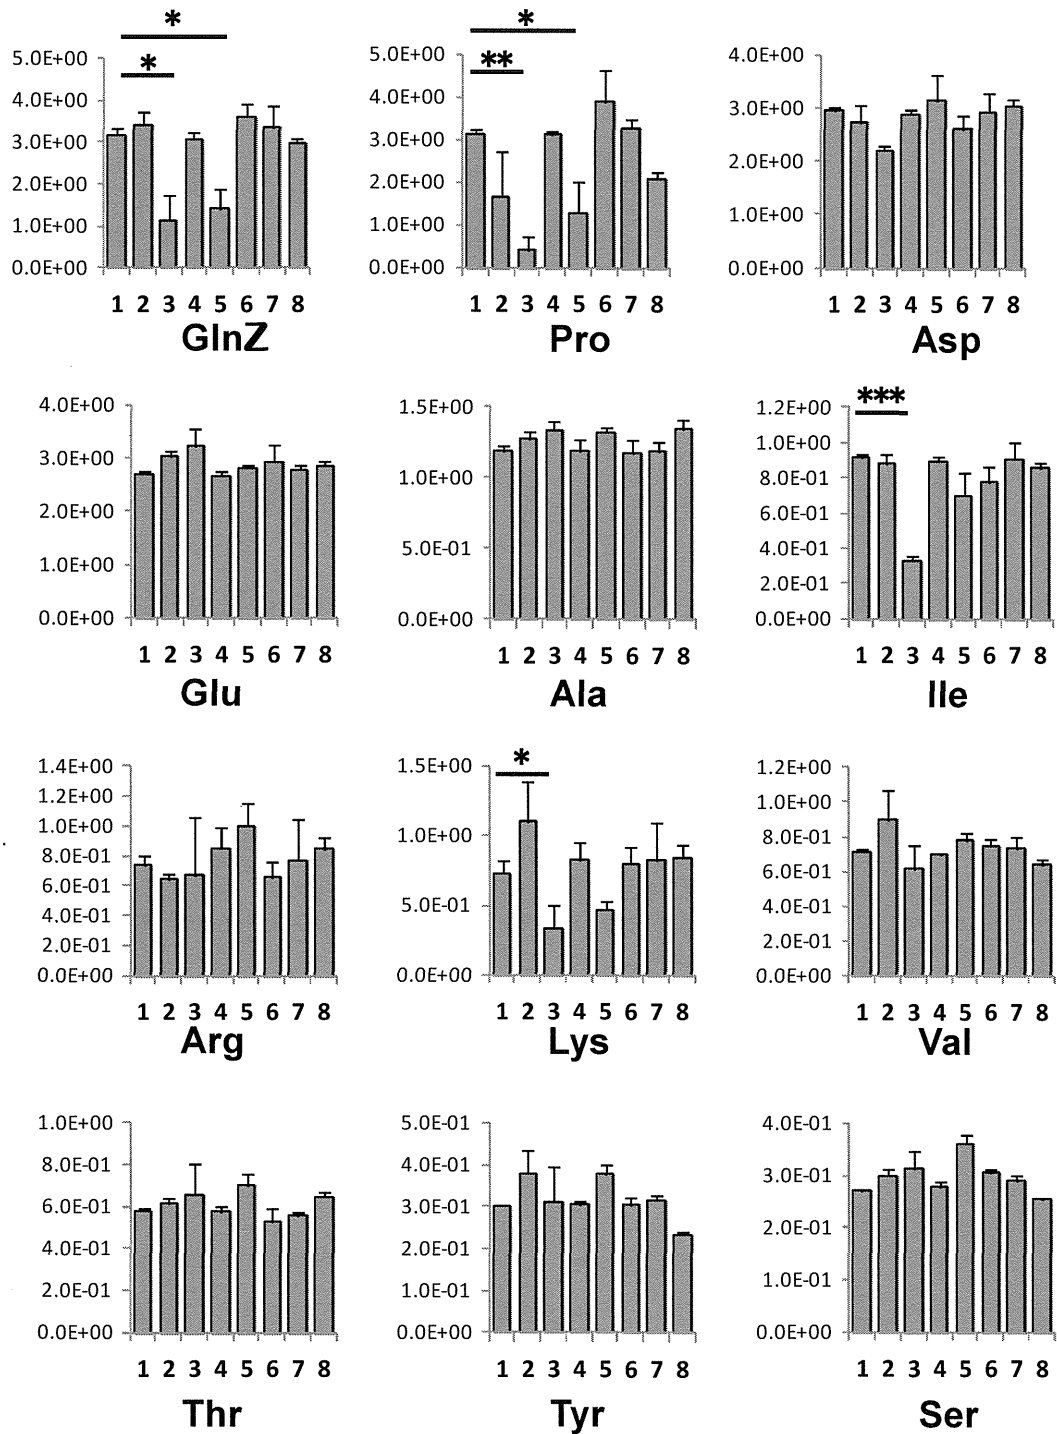 *
*
5.0E+00
4.0E+00
3.0E+00
2.0E+00
1.0E+00
0.0E+00
1 2 3 4 5 6 7 8
GlnZ
*
**
5.0E+00
4.0E+00
3.0E+00
2.0E+00
1.0E+00
0.0E+00
1 2 3 4 5 6 7 8
Pro
4.0E+00
3.0E+00
2.0E+00
1.0E+00
0.0E+00
1 2 3 4 5 6 7 8
Asp
4.0E+00
3.0E+00
2.0E+00
1.0E+00
0.0E+00
1 2 3 4 5 6 7 8
Glu
1.5E+00
1.0E+00
5.0E-01
0.0E+00
1 2 3 4 5 6 7 8
Ala
***
1.2E+00
1.0E+00
8.0E-01
6.0E-01
4.0E-01
2.0E-01
0.0E+00
1 2 3 4 5 6 7 8
Ile
1.4E+00
1.2E+00
1.0E+00
8.0E-01
6.0E-01
4.0E-01
2.0E-01
0.0E+00
1 2 3 4 5 6 7 8
Arg
*
1.5E+00
1.0E+00
5.0E-01
0.0E+00
1 2 3 4 5 6 7 8
Lys
1.2E+00
1.0E+00
8.0E-01
6.0E-01
4.0E-01
2.0E-01
0.0E+00
1 2 3 4 5 6 7 8
Val
1.0E+00
8.0E-01
6.0E-01
4.0E-01
2.0E-01
0.0E+00
1 2 3 4 5 6 7 8
Thr
5.0E-01
4.0E-01
3.0E-01
2.0E-01
1.0E-01
0.0E+00
1 2 3 4 5 6 7 8
Tyr
4.0E-01
3.0E-01
2.0E-01
1.0E-01
0.0E+00
1 2 3 4 5 6 7 8
Ser